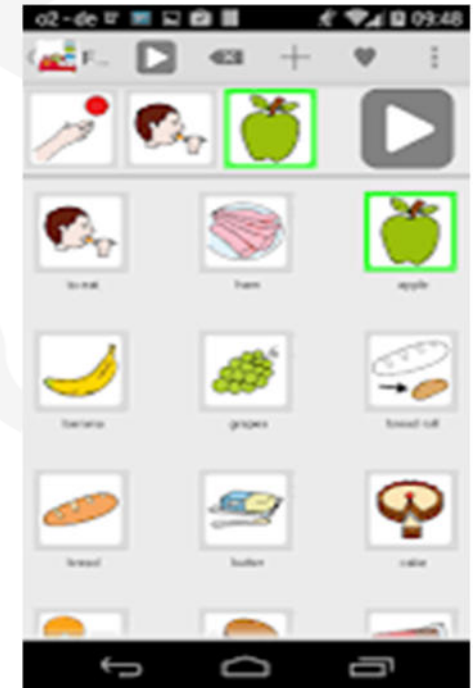 o2-de 09:48
F...
to eat ham apple
banana grapes bread roll
bread butter cake